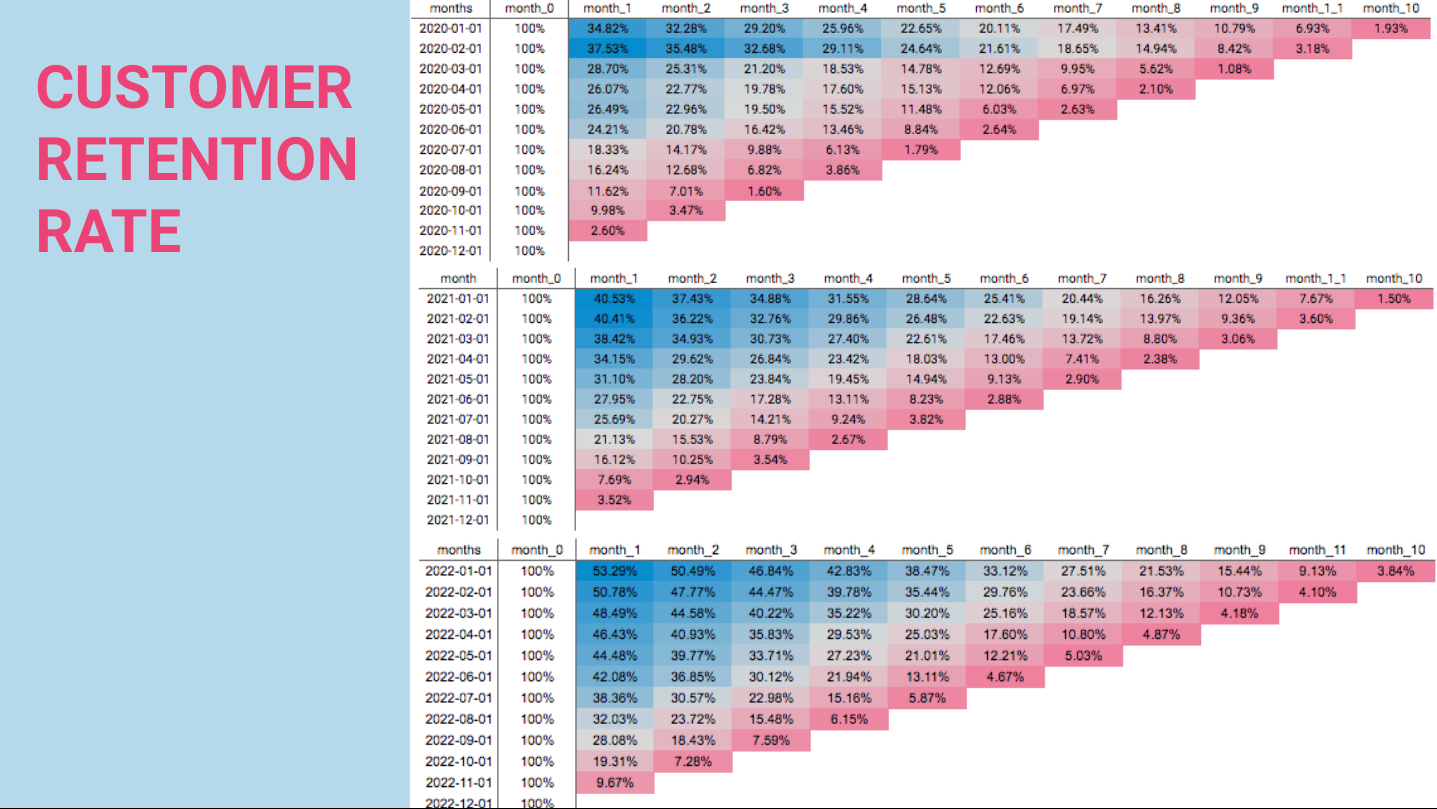 CUSTOMER
RETENTION
RATE
months month_0 month_1 month_2 month_3 month_4 month_5 month_6 month_7 month_8 month_9 month_1_1 month_10
2020-01-01 100% 34.82% 32.28% 29.20% 25.96% 22.65% 20.11% 17.49% 13.41% 10.79% 6.93% 1.93%
2020-02-01 100% 37.53% 35.48% 32.68% 29.11% 24.64% 21.61% 18.65% 14.94% 8.42% 3.18%
2020-03-01 100% 28.70% 25.31% 21.20% 18.53% 14.78% 12.69% 9.95% 5.62% 1.08%
2020-04-01 100% 26.07% 22.77% 19.78% 17.60% 15.13% 12.06% 6.97% 2.10%
2020-05-01 100% 26.49% 22.96% 19.50% 15.52% 11.48% 6.03% 2.63%
2020-06-01 100% 24.21% 20.78% 16.42% 13.46% 8.84% 2.64%
2020-07-01 100% 18.33% 14.17% 9.88% 6.13% 1.79%
2020-08-01 100% 16.24% 12.68% 6.82% 3.86%
2020-09-01 100% 11.62% 7.01% 1.60%
2020-10-01 100% 9.98% 3.47%
2020-11-01 100% 2.60%
2020-12-01 100%
month month_0 month_1 month_2 month_3 month_4 month_5 month_6 month_7 month_8 month_9 month_1_1 month_10
2021-01-01 100% 40.53% 37.43% 34.88% 31.55% 28.64% 25.41% 20.44% 16.26% 12.05% 7.67% 1.50%
2021-02-01 100% 40.41% 36.22% 32.76% 29.86% 26.48% 22.63% 19.14% 13.97% 9.36% 3.60%
2021-03-01 100% 38.42% 34.93% 30.73% 27.40% 22.61% 17.46% 13.72% 8.80% 3.06%
2021-04-01 100% 34.15% 29.62% 26.84% 23.42% 18.03% 13.00% 7.41% 2.38%
2021-05-01 100% 31.10% 28.20% 23.84% 19.45% 14.94% 9.13% 2.90%
2021-06-01 100% 27.95% 22.75% 17.28% 13.11% 8.23% 2.88%
2021-07-01 100% 25.69% 20.27% 14.21% 9.24% 3.82%
2021-08-01 100% 21.13% 15.53% 8.79% 2.67%
2021-09-01 100% 16.12% 10.25% 3.54%
2021-10-01 100% 7.69% 2.94%
2021-11-01 100% 3.52%
2021-12-01 100%
months month_0 month_1 month_2 month_3 month_4 month_5 month_6 month_7 month_8 month_9 month_11 month_10
2022-01-01 100% 53.29% 50.49% 46.84% 42.83% 38.47% 33.12% 27.51% 21.53% 15.44% 9.13% 3.84%
2022-02-01 100% 50.78% 47.77% 44.47% 39.78% 35.44% 29.76% 23.66% 16.37% 10.73% 4.10%
2022-03-01 100% 48.49% 44.58% 40.22% 35.22% 30.20% 25.16% 18.57% 12.13% 4.18%
2022-04-01 100% 46.43% 40.93% 35.83% 29.53% 25.03% 17.60% 10.80% 4.87%
2022-05-01 100% 44.48% 39.77% 33.71% 27.23% 21.01% 12.21% 5.03%
2022-06-01 100% 42.08% 36.85% 30.12% 21.94% 13.11% 4.67%
2022-07-01 100% 38.36% 30.57% 22.98% 15.16% 5.87%
2022-08-01 100% 32.03% 23.72% 15.48% 6.15%
2022-09-01 100% 28.08% 18.43% 7.59%
2022-10-01 100% 19.31% 7.28%
2022-11-01 100% 9.67%
2022-12-01 100%